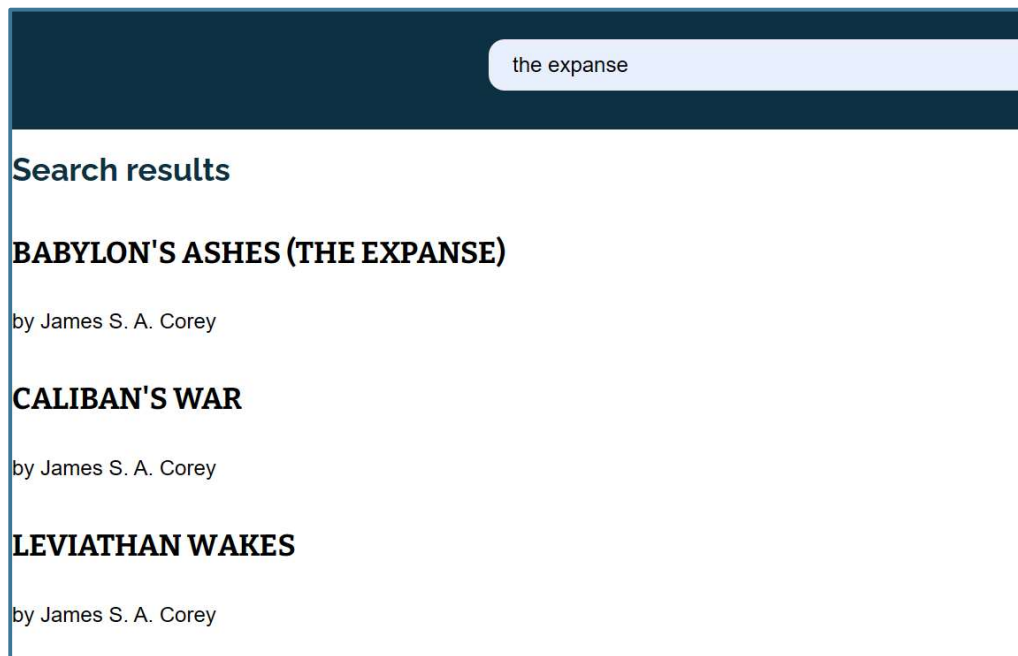 the expanse
Search results
BABYLON'S ASHES (THE EXPANSE)
by James S. A. Corey
CALIBAN'S WAR
by James S. A. Corey
LEVIATHAN WAKES
by James S. A. Corey